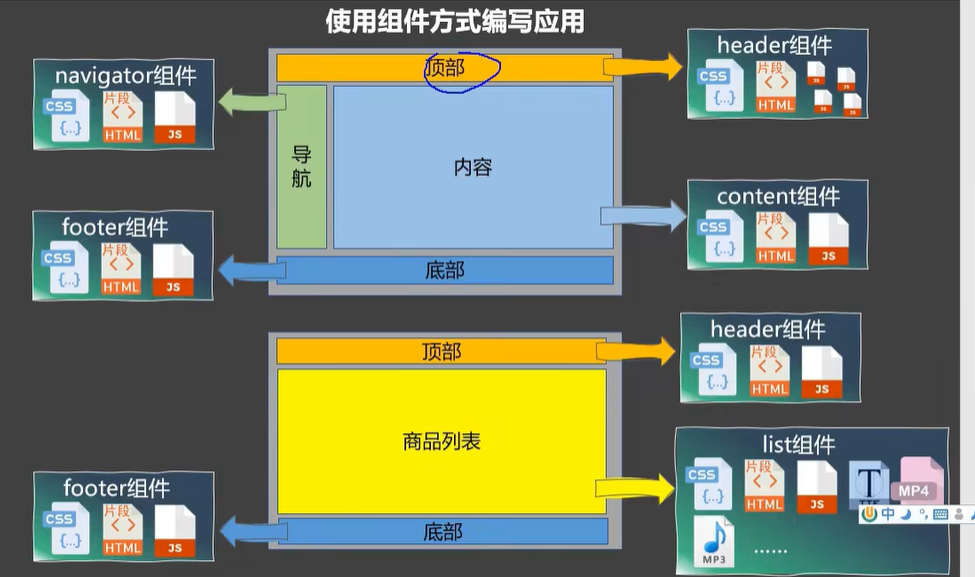 使用组件方式编写应用
navigator组件
CSS
{...}
片段
< >
HTML
JS
顶部
导航
内容
底部
header组件
CSS
{...}
片段
< >
HTML
JS
JS
JS
JS
footer组件
CSS
{...}
片段
< >
HTML
JS
content组件
CSS
{...}
片段
< >
HTML
JS
顶部
商品列表
底部
header组件
CSS
{...}
片段
< >
HTML
JS
footer组件
CSS
{...}
片段
< >
HTML
JS
list组件
CSS
{...}
片段
< >
HTML
JS
T
MP4
MP3
......
中